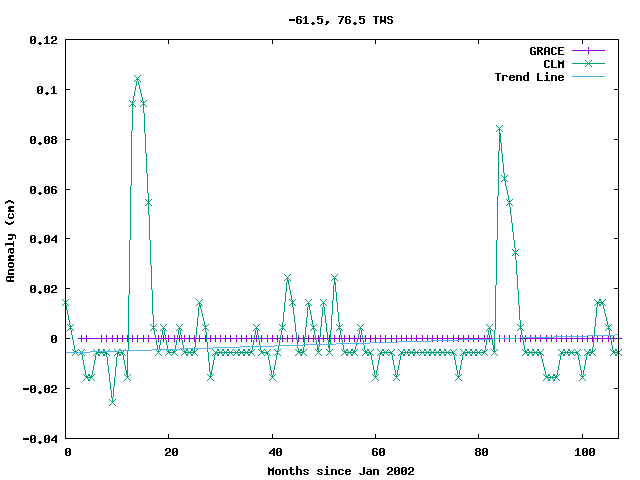 -61.5, 76.5 TWS
0.12
0.1
0.08
0.06
0.04
0.02
0
-0.02
-0.04
Anomaly (cm)
GRACE
CLM
Trend Line
0 20 40 60 80 100
Months since Jan 2002